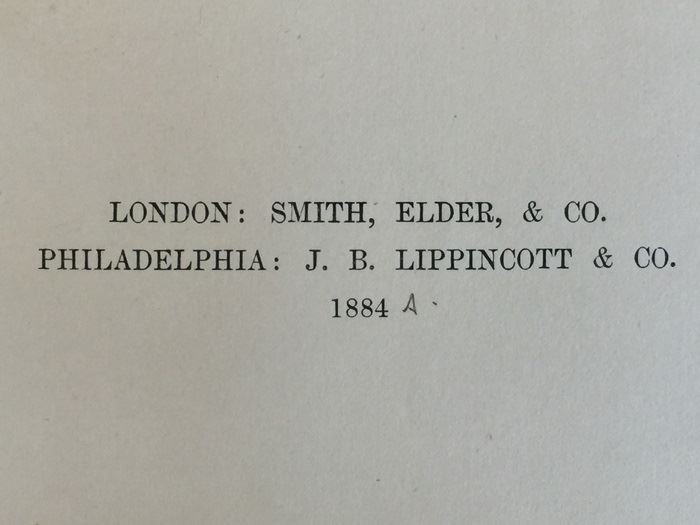 LONDON: SMITH, ELDER, & CO.
PHILADELPHIA: J. B. LIPPINCOTT & CO.
1884 A .